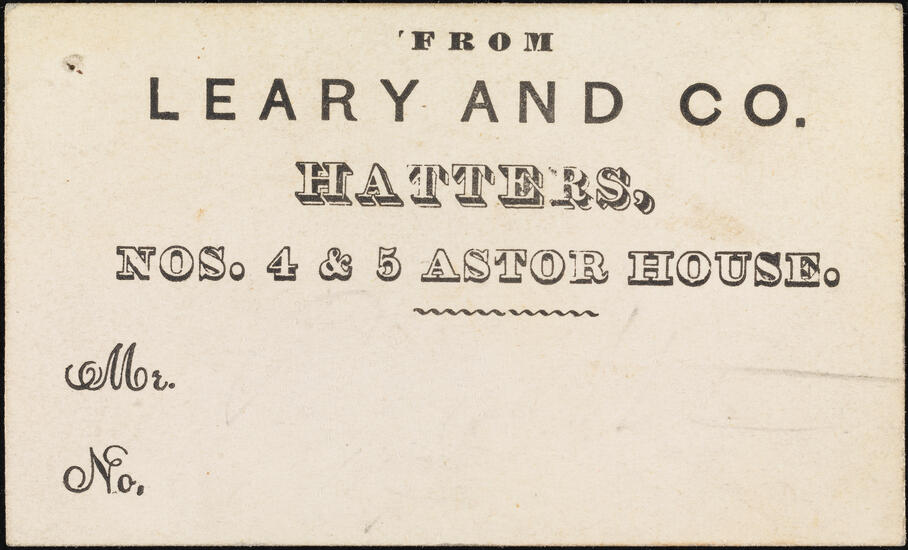 FROM
LEARY AND CO.
HATTERS,
NOS. 4 & 5 ASTOR HOUSE.
Mr.
No.